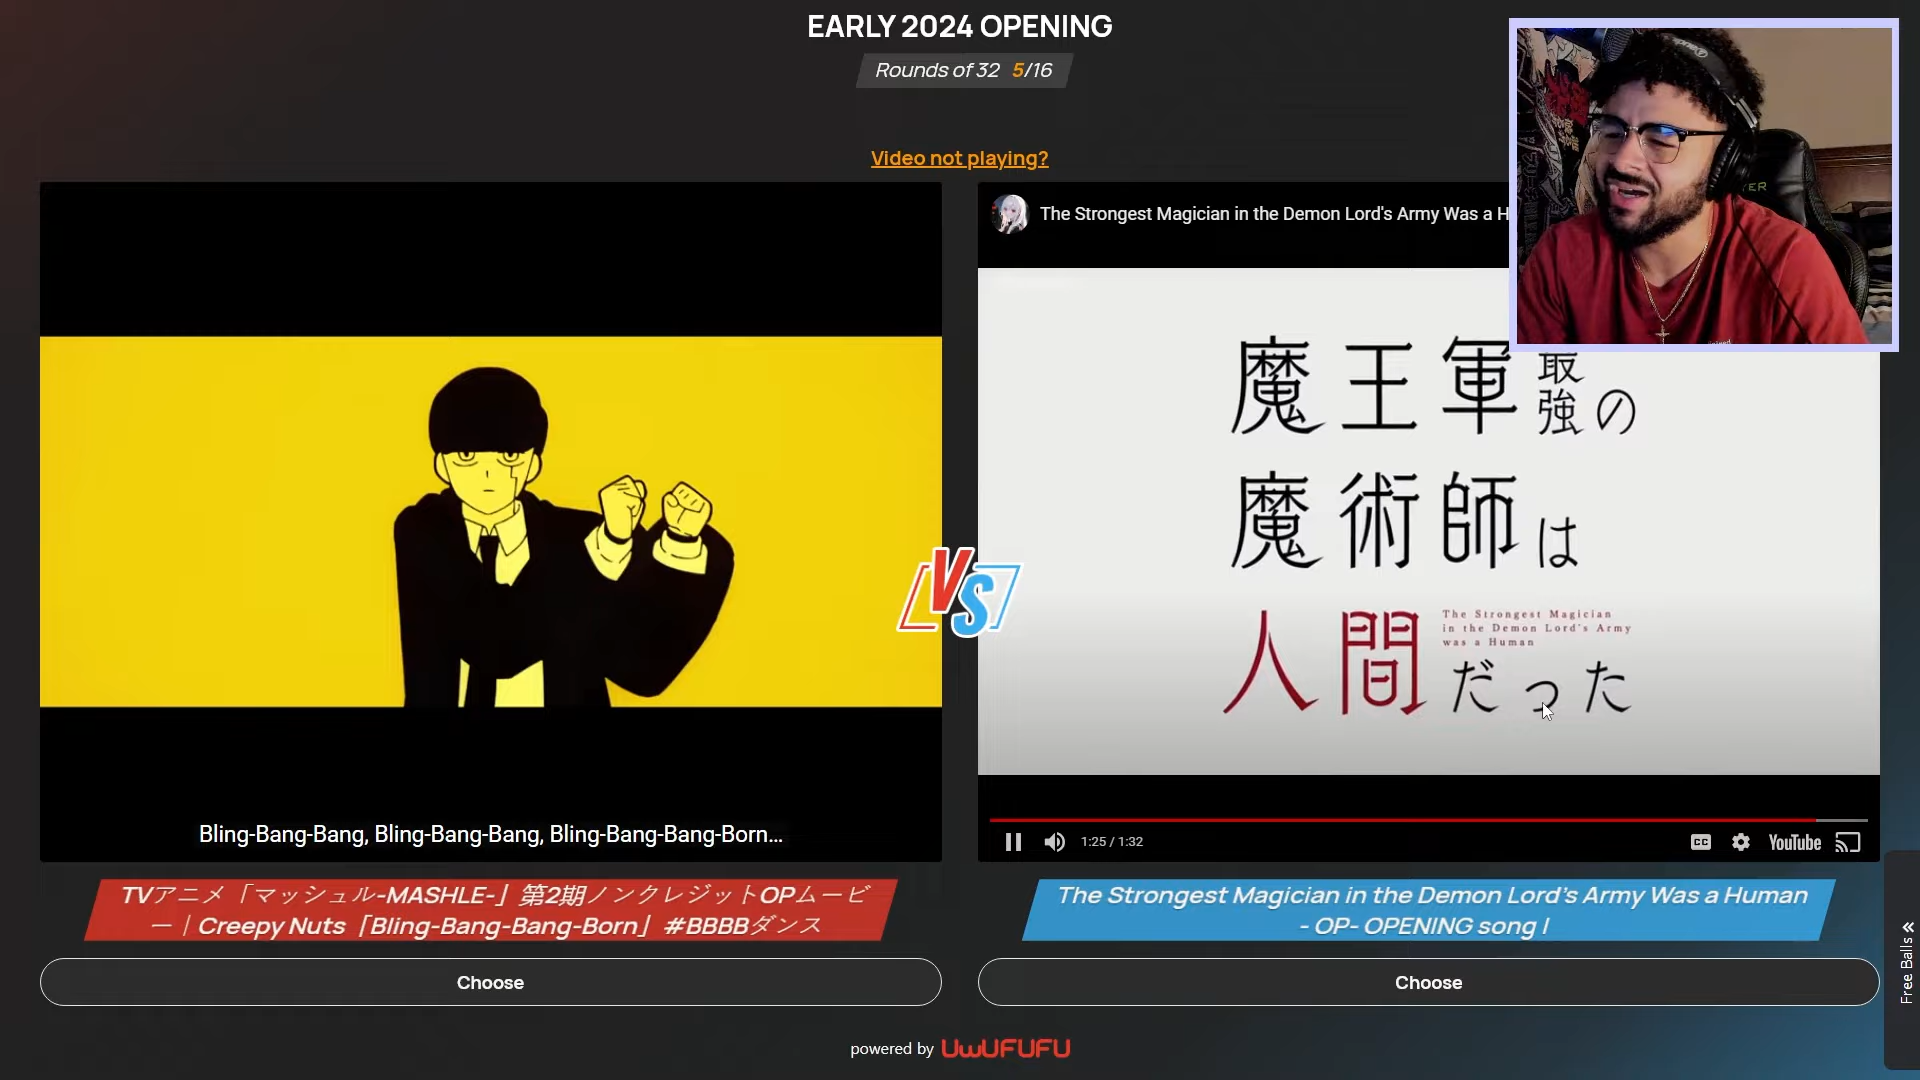 EARLY 2024 OPENING
Rounds of 32 5/16
Video not playing?
The Strongest Magician in the Demon Lord's Army Was a H
魔王軍最強の
魔術師は
人間だった
The Strongest Magician
in the Demon Lord's Army
was a Human
VS
Bling-Bang-Bang, Bling-Bang-Bang, Bling-Bang-Bang-Born...
1:25 / 1:32
CC
YouTube
TVアニメ「マッシュル-MASHLE-」第2期ノンクレジットOPムービ
ー｜Creepy Nuts「Bling-Bang-Bang-Born」#BBBBダンス
The Strongest Magician in the Demon Lord's Army Was a Human
- OP- OPENING song I
Choose
Choose
Free Balls
powered by UwUFUFU